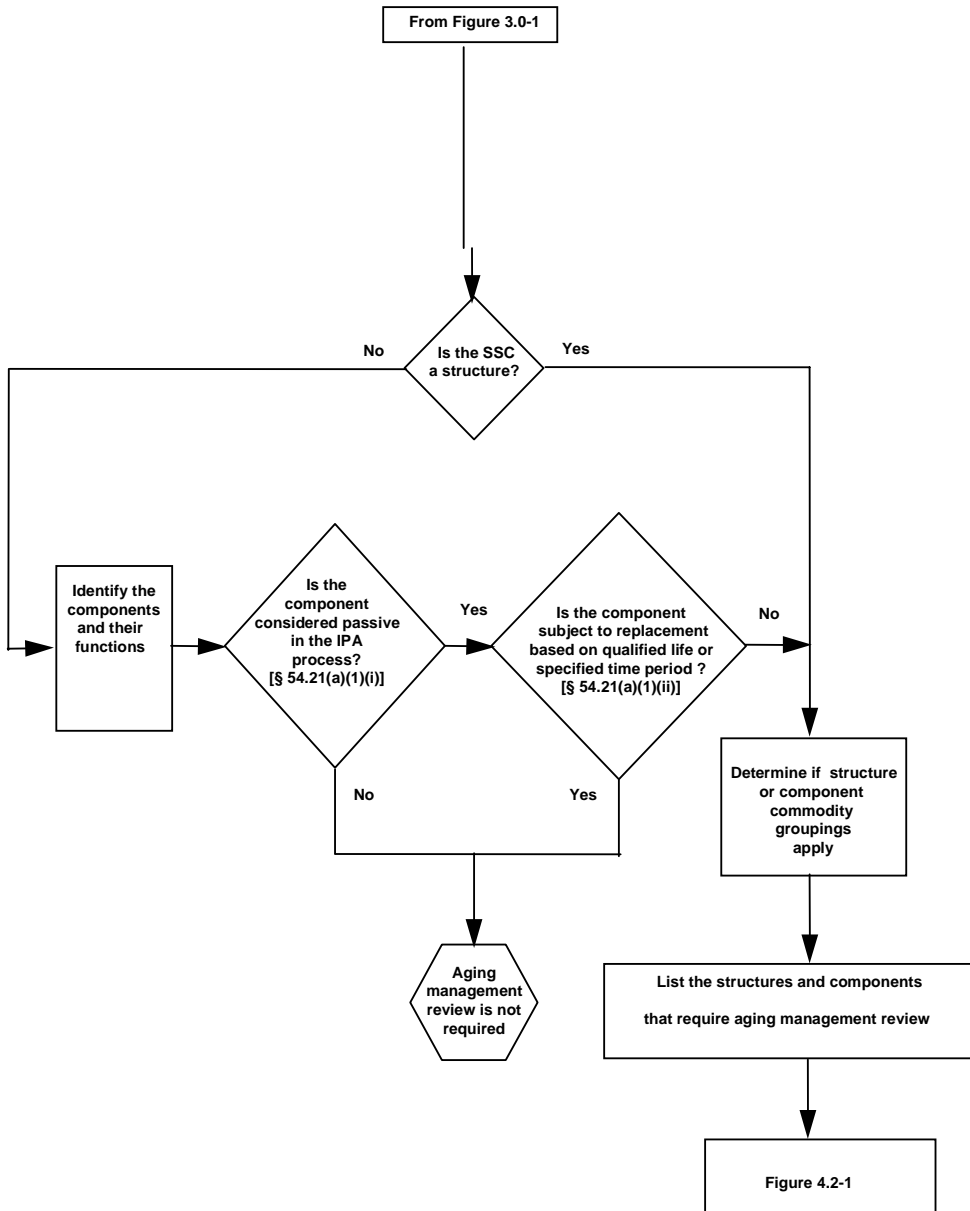 From Figure 3.0-1
No
Is the SSC
a structure?
Yes
Identify the
components
and their
functions
Is the
component
considered passive
in the IPA
process?
[§ 54.21(a)(1)(i)]
Yes
Is the component
subject to replacement
based on qualified life or
specified time period ?
[§ 54.21(a)(1)(ii)]
No
No
Yes
Determine if structure
or component
commodity
groupings
apply
Aging
management
review is not
required
List the structures and components
that require aging management review
Figure 4.2-1